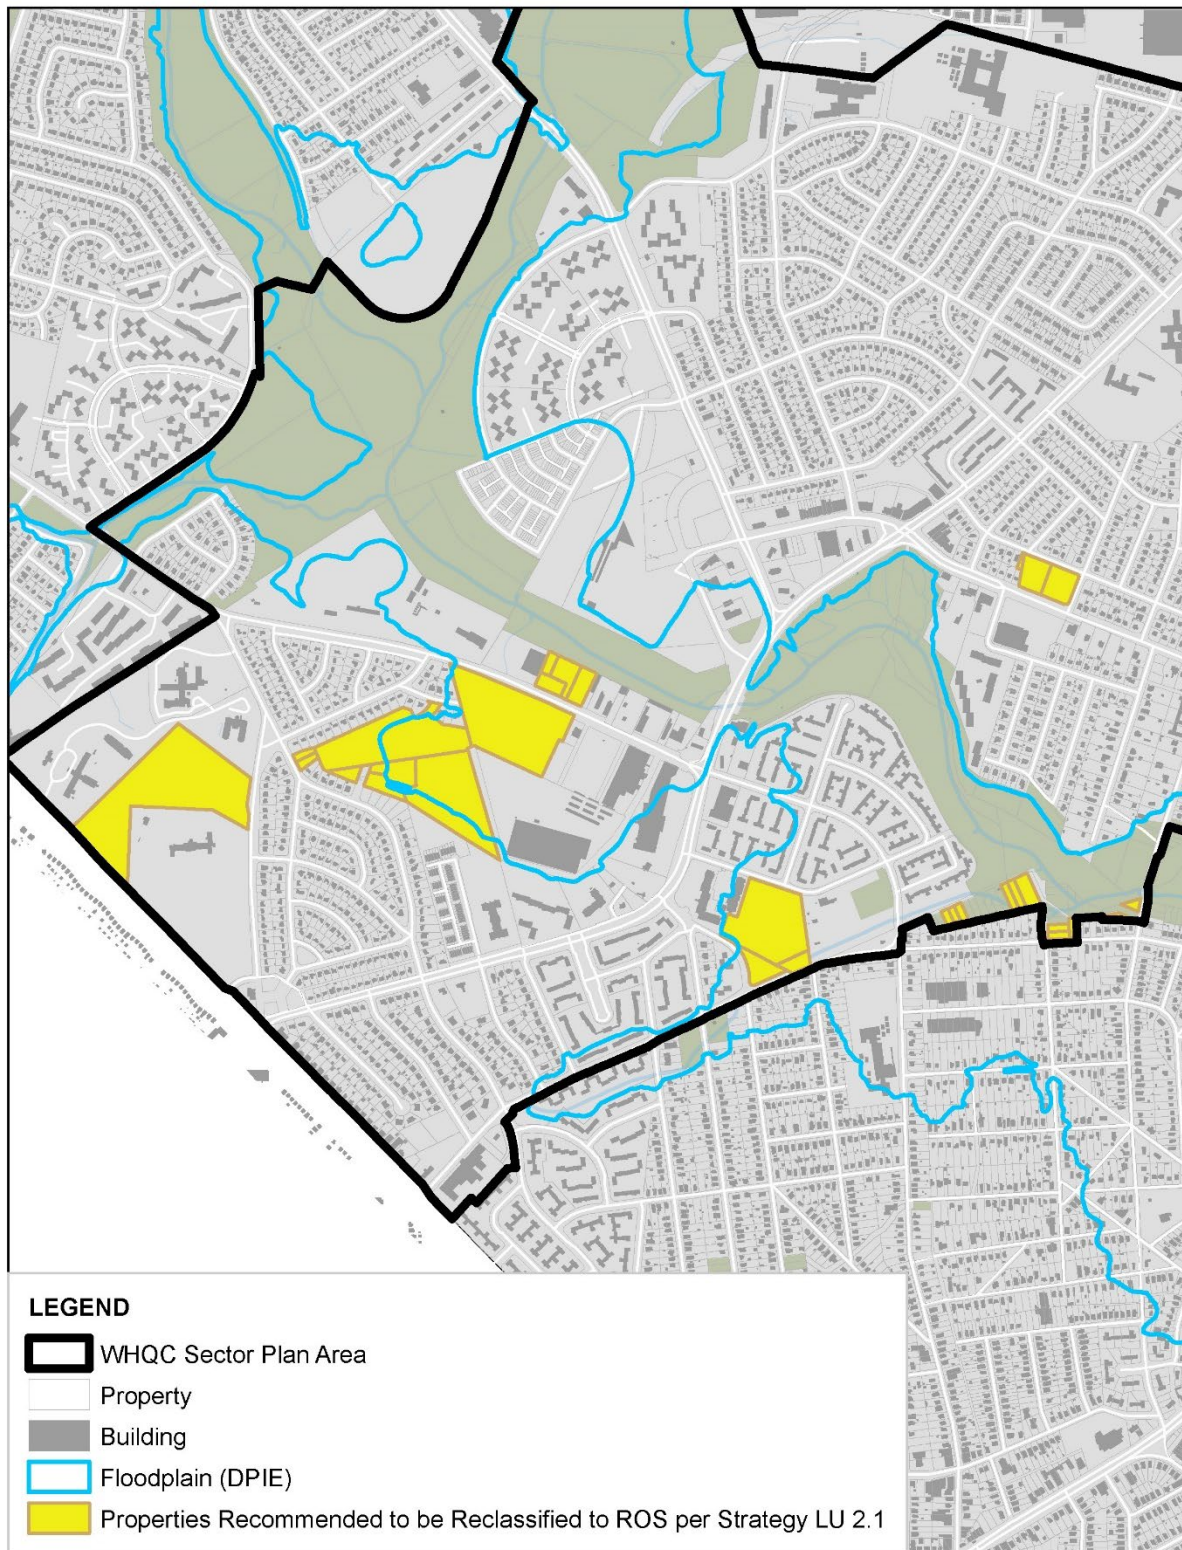 LEGEND
WHQC Sector Plan Area
Property
Building
Floodplain (DPIE)
Properties Recommended to be Reclassified to ROS per Strategy LU 2.1